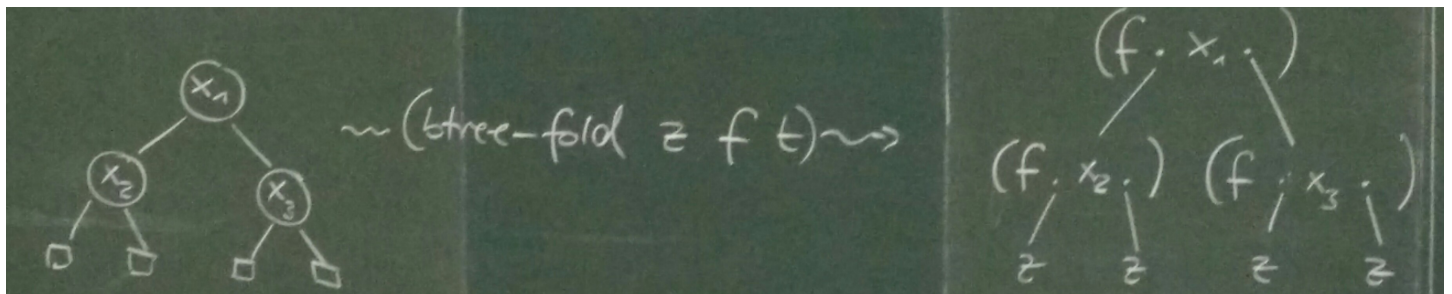 (f . x₁ .)
x₁
~(btree-fold z f t)~>
x₂ x₃
(f . x₂ .) (f . x₃ .)
z z z z